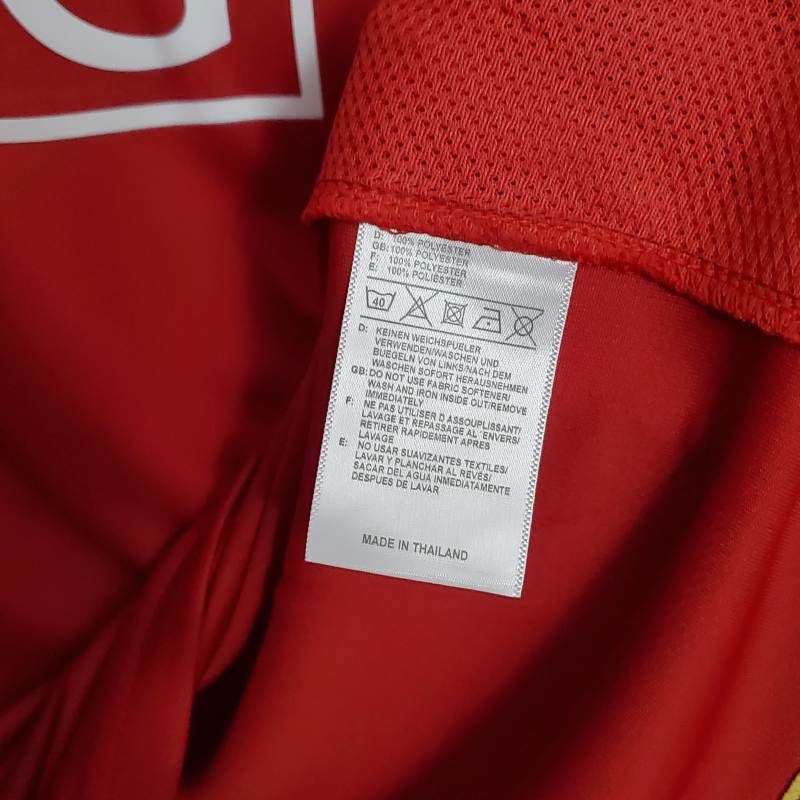 G
D: 100% POLYESTER
GB:100% POLYESTER
F: 100% POLYESTER
E: 100% POLIÉSTER
40
D: KEINEN WEICHSPUELER
VERWENDEN/WASCHEN UND
BUEGELN VON LINKS/NACH DEM
WASCHEN SOFORT HERAUSNEHMEN
GB: DO NOT USE FABRIC SOFTENER/
WASH AND IRON INSIDE OUT/REMOVE
IMMEDIATELY
F: NE PAS UTILISER D ASSOUPLISSANT/
LAVAGE ET REPASSAGE AL´ENVERS/
RETIRER RAPIDEMENT APRES
LAVAGE
E: NO USAR SUAVIZANTES TEXTILES/
LAVAR Y PLANCHAR AL REVÉS/
SACAR DEL AGUA INMEDIATAMENTE
DESPUES DE LAVAR
MADE IN THAILAND